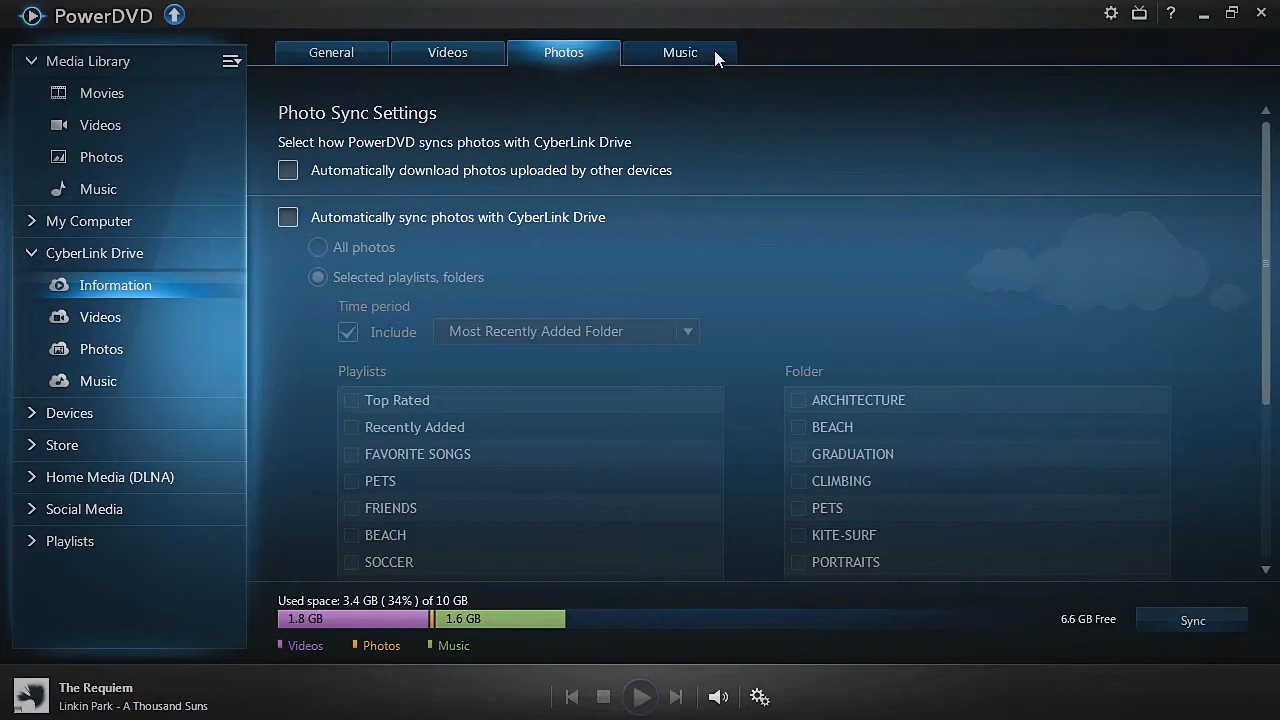 PowerDVD
?
Media Library
Movies
Videos
Photos
Music
My Computer
CyberLink Drive
Information
Videos
Photos
Music
Devices
Store
Home Media (DLNA)
Social Media
Playlists
General Videos Photos Music
Photo Sync Settings
Select how PowerDVD syncs photos with CyberLink Drive
Automatically download photos uploaded by other devices
Automatically sync photos with CyberLink Drive
All photos
Selected playlists, folders
Time period
Include Most Recently Added Folder
Playlists
Top Rated
Recently Added
FAVORITE SONGS
PETS
FRIENDS
BEACH
SOCCER
Folder
ARCHITECTURE
BEACH
GRADUATION
CLIMBING
PETS
KITE-SURF
PORTRAITS
Used space: 3.4 GB ( 34% ) of 10 GB
1.8 GB 1.6 GB 6.6 GB Free Sync
Videos Photos Music
The Requiem
Linkin Park - A Thousand Suns